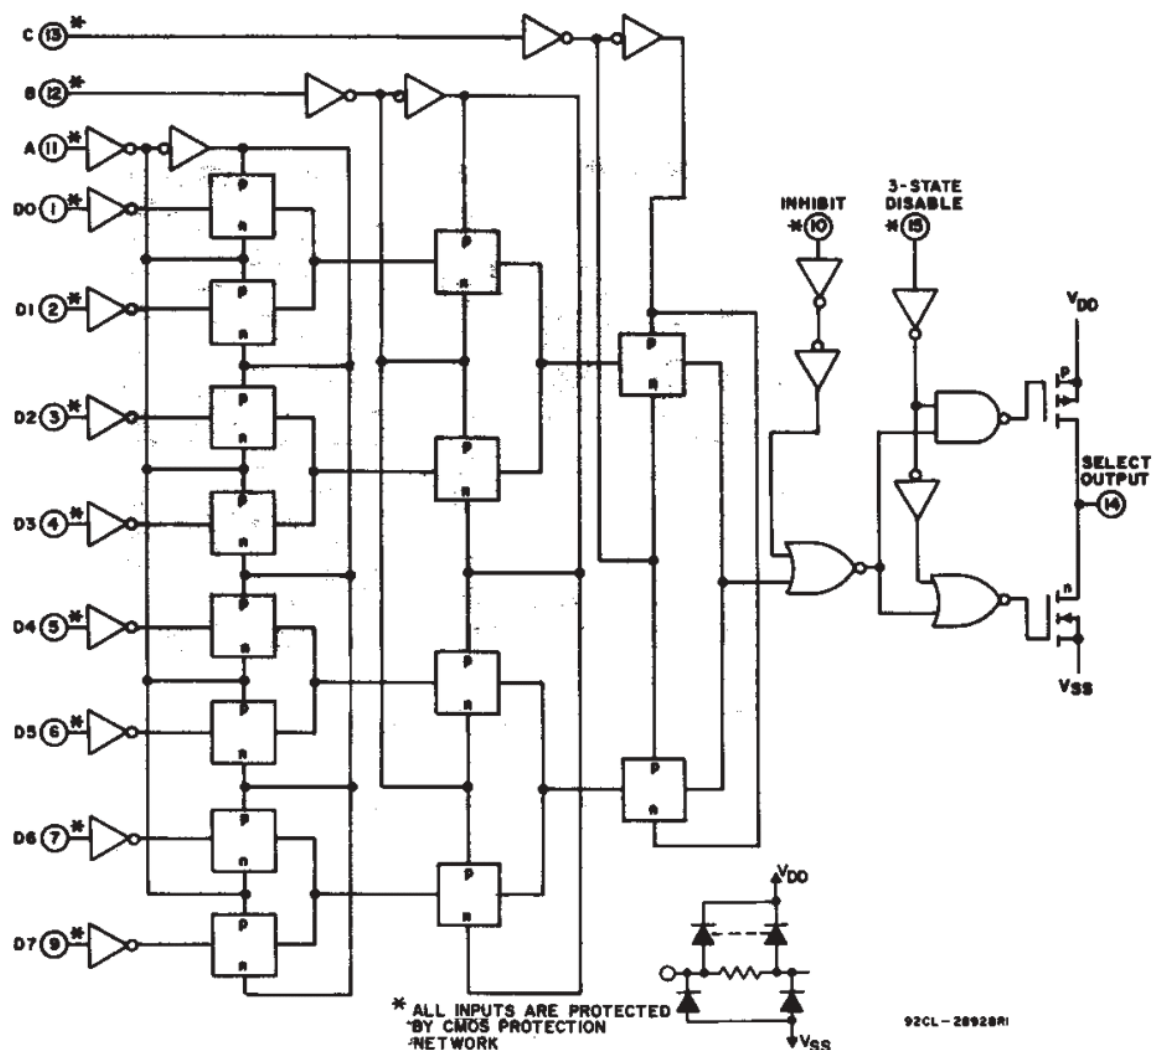 C 13 *
B 12 *
A 11 *
D0 1 *
D1 2 *
D2 3 *
D3 4 *
D4 5 *
D5 6 *
D6 7 *
D7 9 *
p
n
p
n
p
n
p
n
p
n
p
n
p
n
p
n
p
n
p
n
p
n
p
n
p
n
p
n
INHIBIT
* 10
3-STATE
DISABLE
* 15
VDD
p
SELECT
OUTPUT
14
n
VSS
VDD
VSS
* ALL INPUTS ARE PROTECTED
BY CMOS PROTECTION
NETWORK
92CL-28928R1